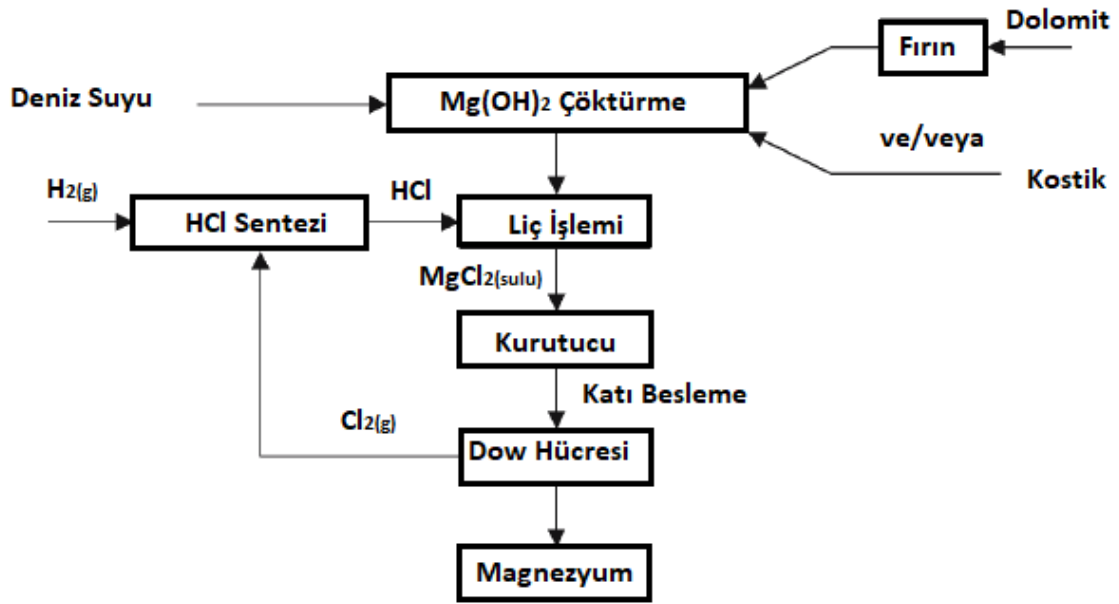 Dolomit
Fırın
Deniz Suyu
Mg(OH)2 Çöktürme
ve/veya
Kostik
H2(g)
HCl
HCl Sentezi
Liç İşlemi
MgCl2(sulu)
Kurutucu
Katı Besleme
Cl2(g)
Dow Hücresi
Magnezyum